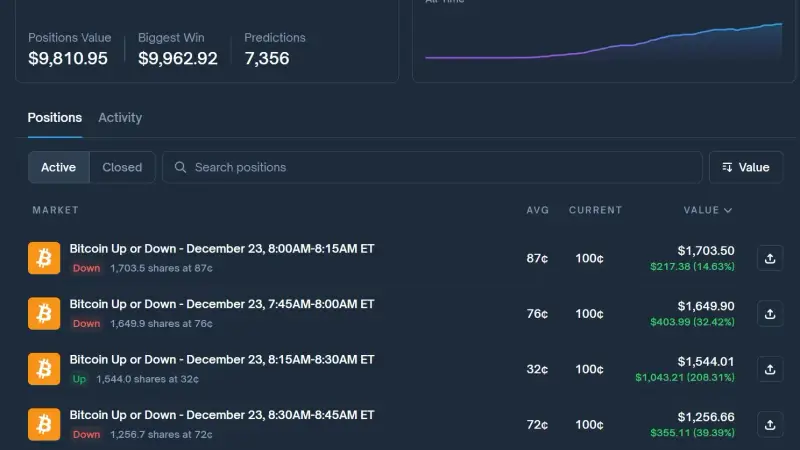 All Time
Positions Value
$9,810.95
Biggest Win
$9,962.92
Predictions
7,356
Positions
Activity
Active
Closed
Search positions
Value
MARKET
AVG
CURRENT
VALUE
Bitcoin Up or Down - December 23, 8:00AM-8:15AM ET
Down 1,703.5 shares at 87¢
87¢
100¢
$1,703.50
$217.38 (14.63%)
Bitcoin Up or Down - December 23, 7:45AM-8:00AM ET
Down 1,649.9 shares at 76¢
76¢
100¢
$1,649.90
$403.99 (32.42%)
Bitcoin Up or Down - December 23, 8:15AM-8:30AM ET
Up 1,544.0 shares at 32¢
32¢
100¢
$1,544.01
$1,043.21 (208.31%)
Bitcoin Up or Down - December 23, 8:30AM-8:45AM ET
Down 1,256.7 shares at 72¢
72¢
100¢
$1,256.66
$355.11 (39.39%)